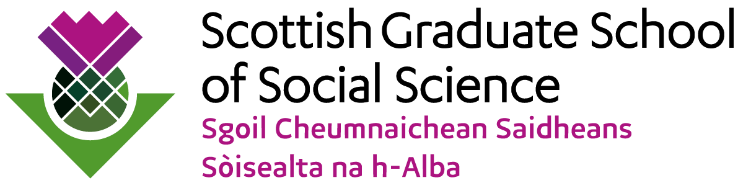 Scottish Graduate School
of Social Science
Sgoil Cheumnaichean Saidheans
Sòisealta na h-Alba